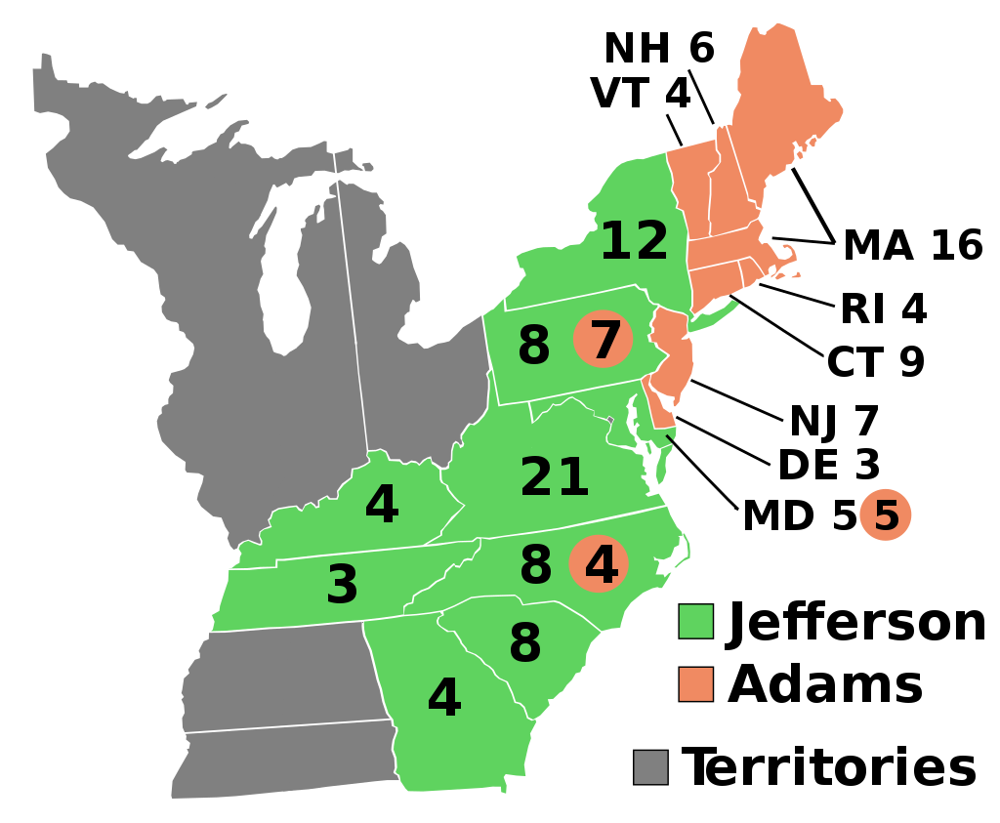 NH 6
VT 4
12
MA 16
RI 4
8 7
CT 9
NJ 7
DE 3
21
4
MD 5 5
8 4
3
8
4
Jefferson
Adams
Territories